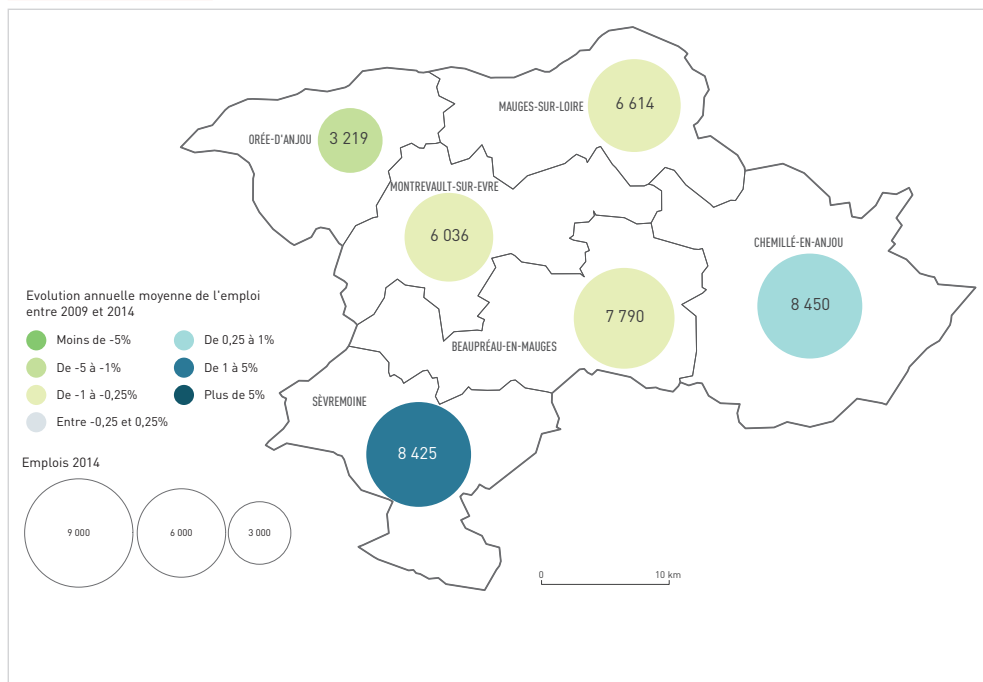 MAUGES-SUR-LOIRE
6 614
ORÉE-D'ANJOU
3 219
MONTREVAULT-SUR-EVRE
6 036
CHEMILLÉ-EN-ANJOU
8 450
7 790
BEAUPRÉAU-EN-MAUGES
SÈVREMOINE
8 425
Evolution annuelle moyenne de l'emploi
entre 2009 et 2014
Moins de -5%
De -5 à -1%
De -1 à -0,25%
Entre -0,25 et 0,25%
De 0,25 à 1%
De 1 à 5%
Plus de 5%
Emplois 2014
9 000
6 000
3 000
0
10 km